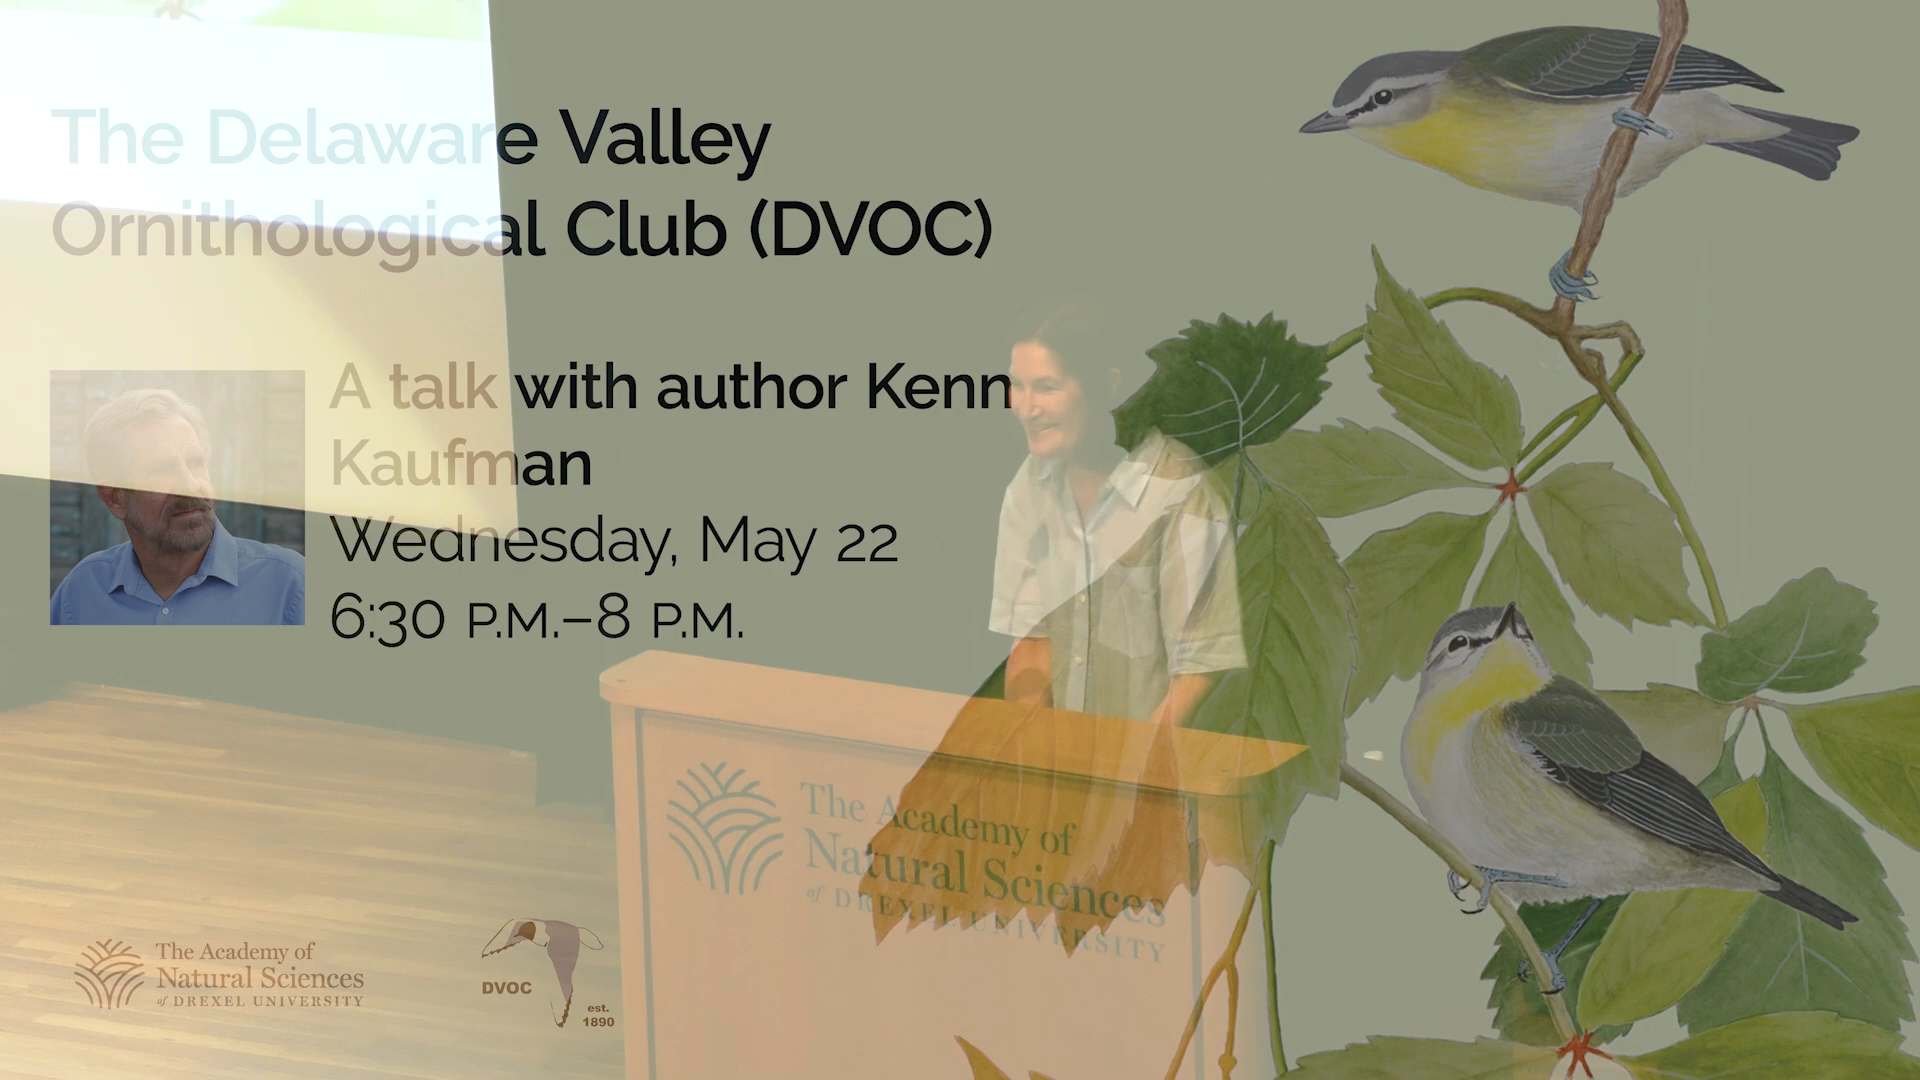 The Delaware Valley
Ornithological Club (DVOC)
A talk with author Kenn
Kaufman
Wednesday, May 22
6:30 P.M.–8 P.M.
The Academy of
Natural Sciences
of DREXEL UNIVERSITY
The Academy of
Natural Sciences
of DREXEL UNIVERSITY
DVOC
est.
1890